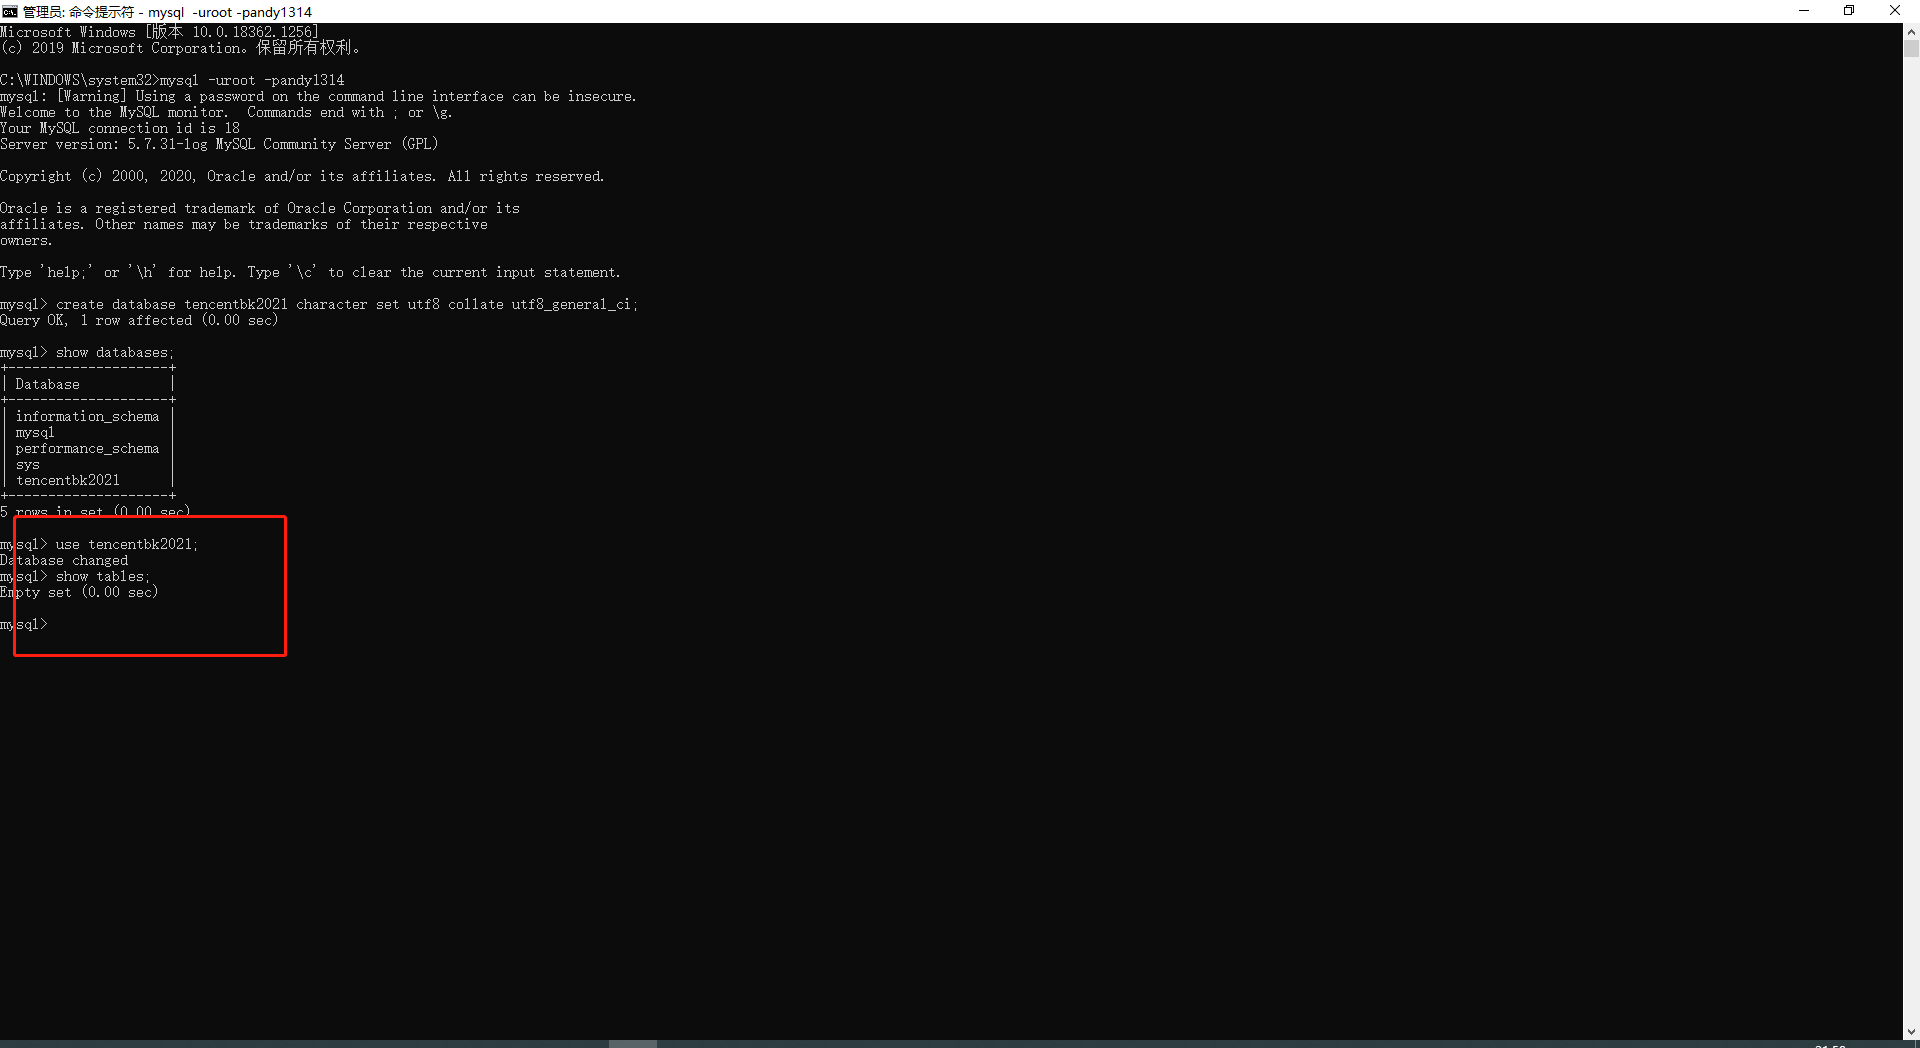 管理员: 命令提示符 - mysql  -uroot -pandy1314
Microsoft Windows [版本 10.0.18362.1256]
(c) 2019 Microsoft Corporation。保留所有权利。
C:\WINDOWS\system32>mysql -uroot -pandy1314
mysql: [Warning] Using a password on the command line interface can be insecure.
Welcome to the MySQL monitor.  Commands end with ; or \g.
Your MySQL connection id is 18
Server version: 5.7.31-log MySQL Community Server (GPL)
Copyright (c) 2000, 2020, Oracle and/or its affiliates. All rights reserved.
Oracle is a registered trademark of Oracle Corporation and/or its
affiliates. Other names may be trademarks of their respective
owners.
Type 'help;' or '\h' for help. Type '\c' to clear the current input statement.
mysql> create database tencentbk2021 character set utf8 collate utf8_general_ci;
Query OK, 1 row affected (0.00 sec)
mysql> show databases;
+--------------------+
| Database           |
+--------------------+
| information_schema |
| mysql              |
| performance_schema |
| sys                |
| tencentbk2021      |
+--------------------+
5 rows in set (0.00 sec)
mysql> use tencentbk2021;
Database changed
mysql> show tables;
Empty set (0.00 sec)
mysql>